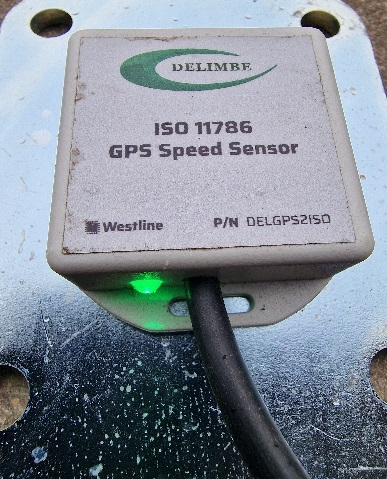 DELIMBE
ISO 11786
GPS Speed Sensor
Westline P/N DELGPS2ISO